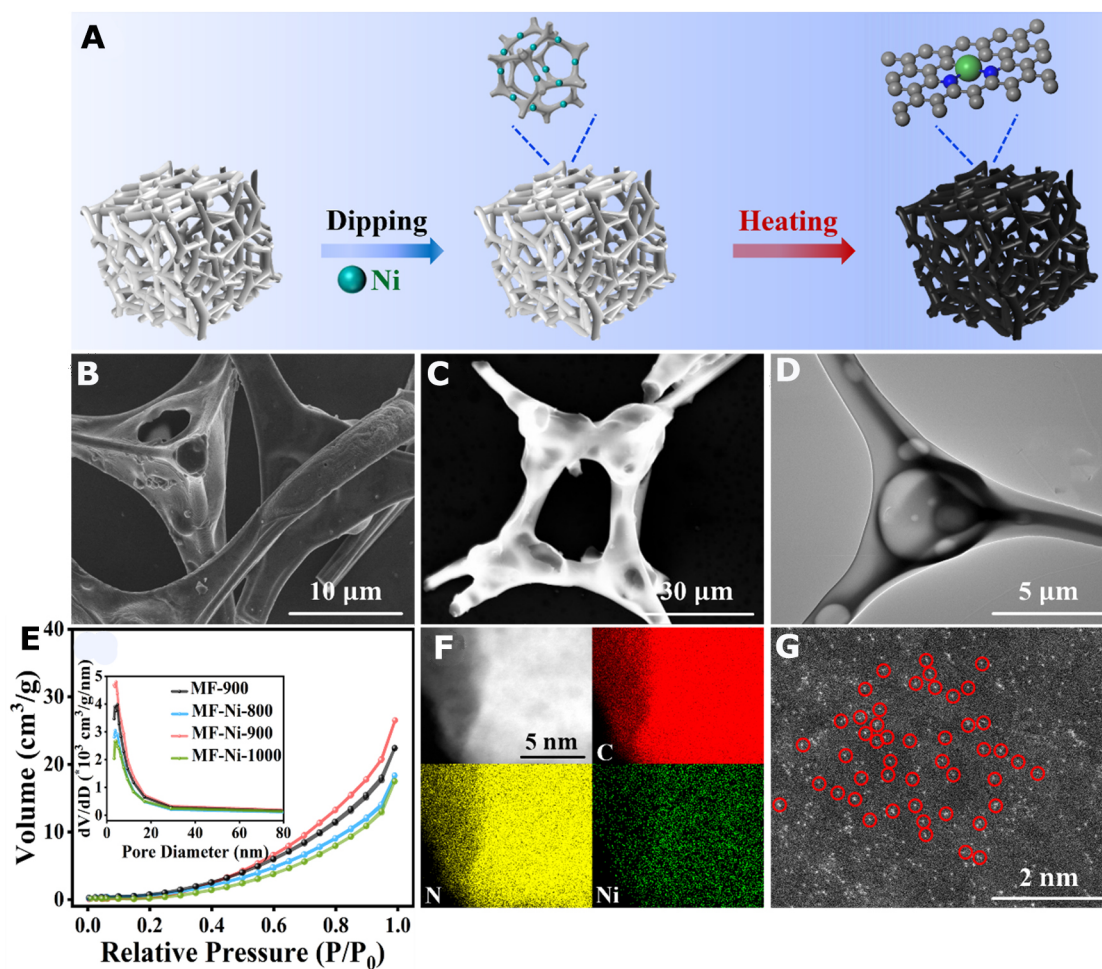 A
Dipping
Ni
Heating
B
10 µm
C
30 µm
D
5 µm
E
Volume (cm³/g)
40
30
20
10
0
dV/dD (*10³ cm³/g/nm)
5
4
3
2
1
0
MF-900
MF-Ni-800
MF-Ni-900
MF-Ni-1000
0 20 40 60 80
Pore Diameter (nm)
0.0 0.2 0.4 0.6 0.8 1.0
Relative Pressure (P/P₀)
F
5 nm
C
N
Ni
G
2 nm